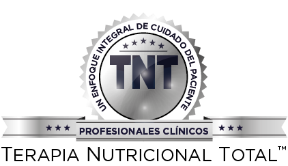 UN ENFOQUE INTEGRAL DE CUIDADO DEL PACIENTE
TNT
PROFESIONALES CLÍNICOS
TERAPIA NUTRICIONAL TOTAL™